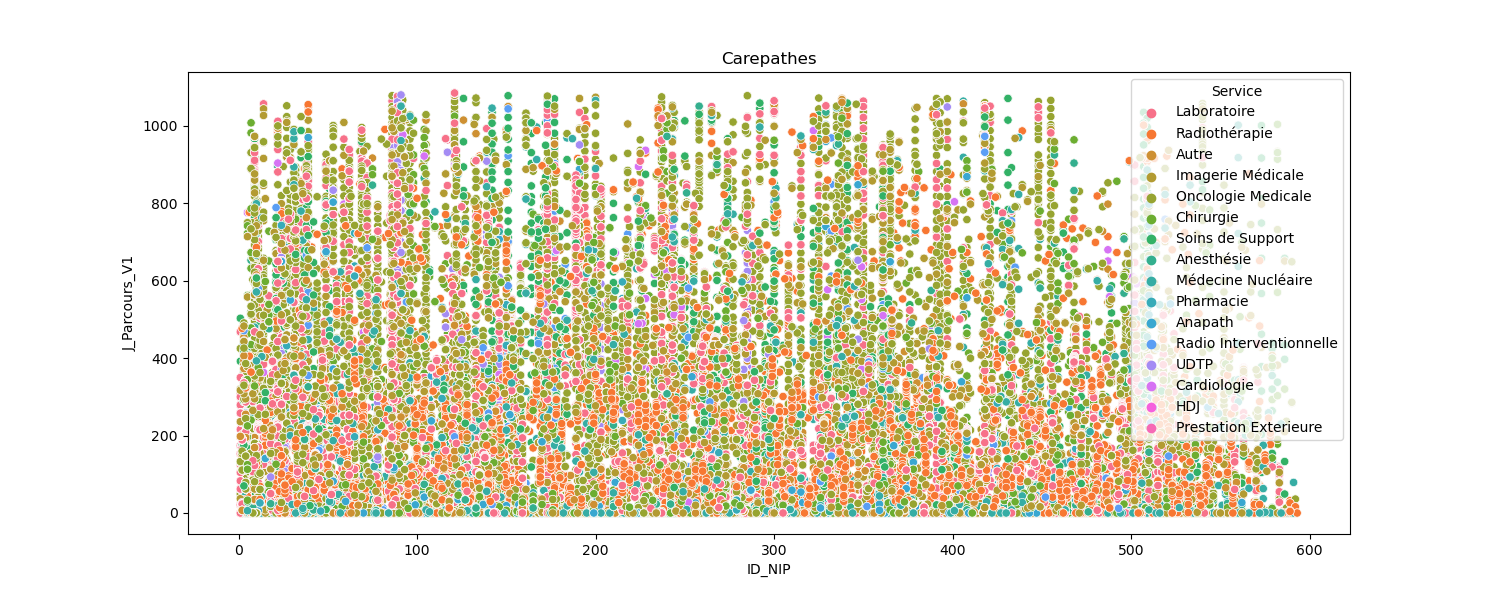 Carepathes
J_Parcours_V1
1000
800
600
400
200
0
0 100 200 300 400 500 600
ID_NIP
Service
Laboratoire
Radiothérapie
Autre
Imagerie Médicale
Oncologie Medicale
Chirurgie
Soins de Support
Anesthésie
Médecine Nucléaire
Pharmacie
Anapath
Radio Interventionnelle
UDTP
Cardiologie
HDJ
Prestation Exterieure